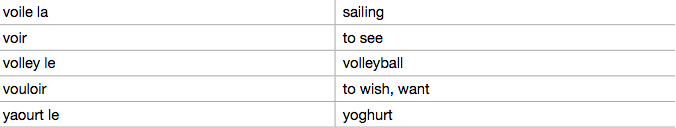 voile la sailing
voir to see
volley le volleyball
vouloir to wish, want
yaourt le yoghurt